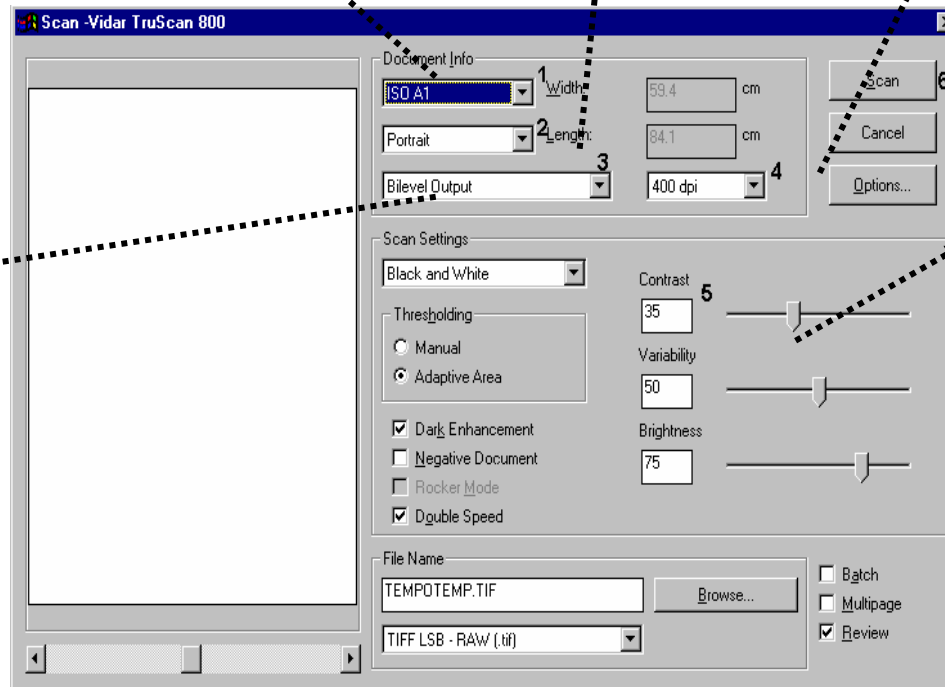 Scan -Vidar TruScan 800
Document Info
ISO A1
1
Width:
59.4
cm
Scan
6
Portrait
2
Length:
84.1
cm
Cancel
3
Bilevel Output
400 dpi
4
Options...
Scan Settings
Black and White
Contrast
5
35
Thresholding
Manual
Adaptive Area
Variability
50
Dark Enhancement
Negative Document
Rocker Mode
Double Speed
Brightness
75
File Name
TEMPOTEMP.TIF
Browse...
TIFF LSB - RAW (.tif)
Batch
Multipage
Review